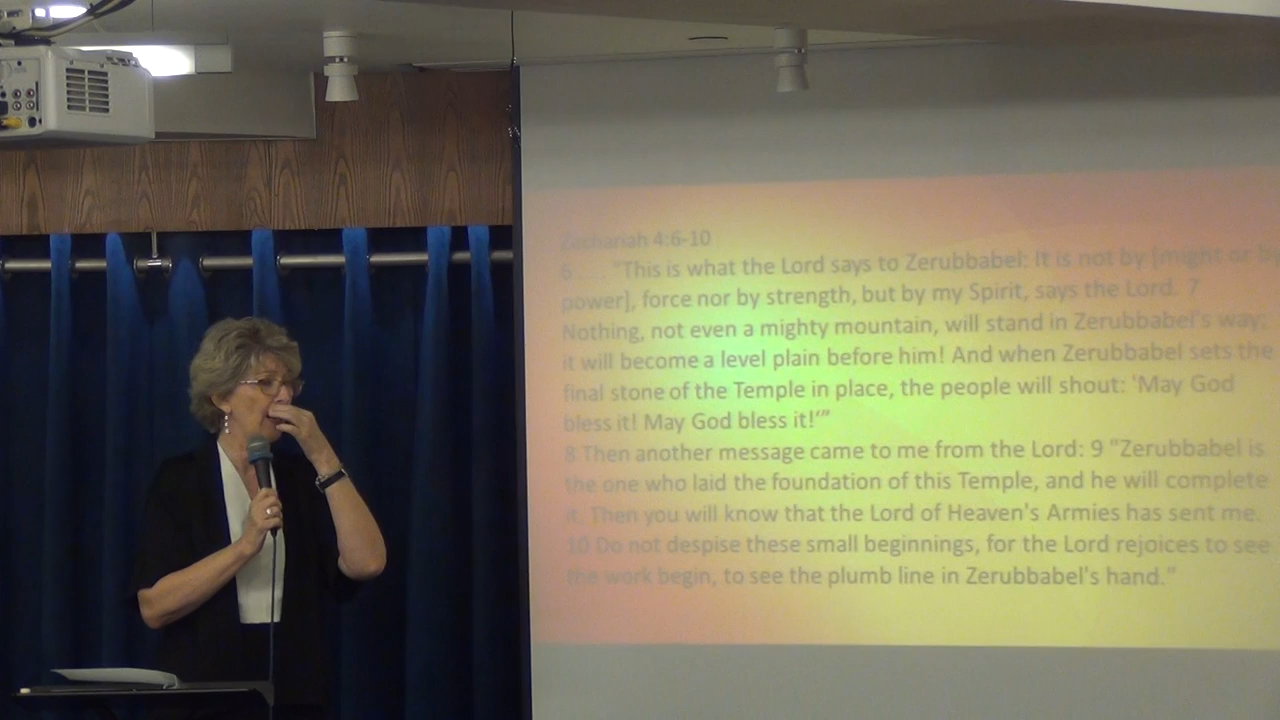 Zechariah 4:6-10
6 ..... "This is what the Lord says to Zerubbabel: It is not by [might or by
power], force nor by strength, but by my Spirit, says the Lord. 7
Nothing, not even a mighty mountain, will stand in Zerubbabel's way;
it will become a level plain before him! And when Zerubbabel sets the
final stone of the Temple in place, the people will shout: 'May God
bless it! May God bless it!'"
8 Then another message came to me from the Lord: 9 "Zerubbabel is
the one who laid the foundation of this Temple, and he will complete
it. Then you will know that the Lord of Heaven's Armies has sent me.
10 Do not despise these small beginnings, for the Lord rejoices to see
the work begin, to see the plumb line in Zerubbabel's hand."